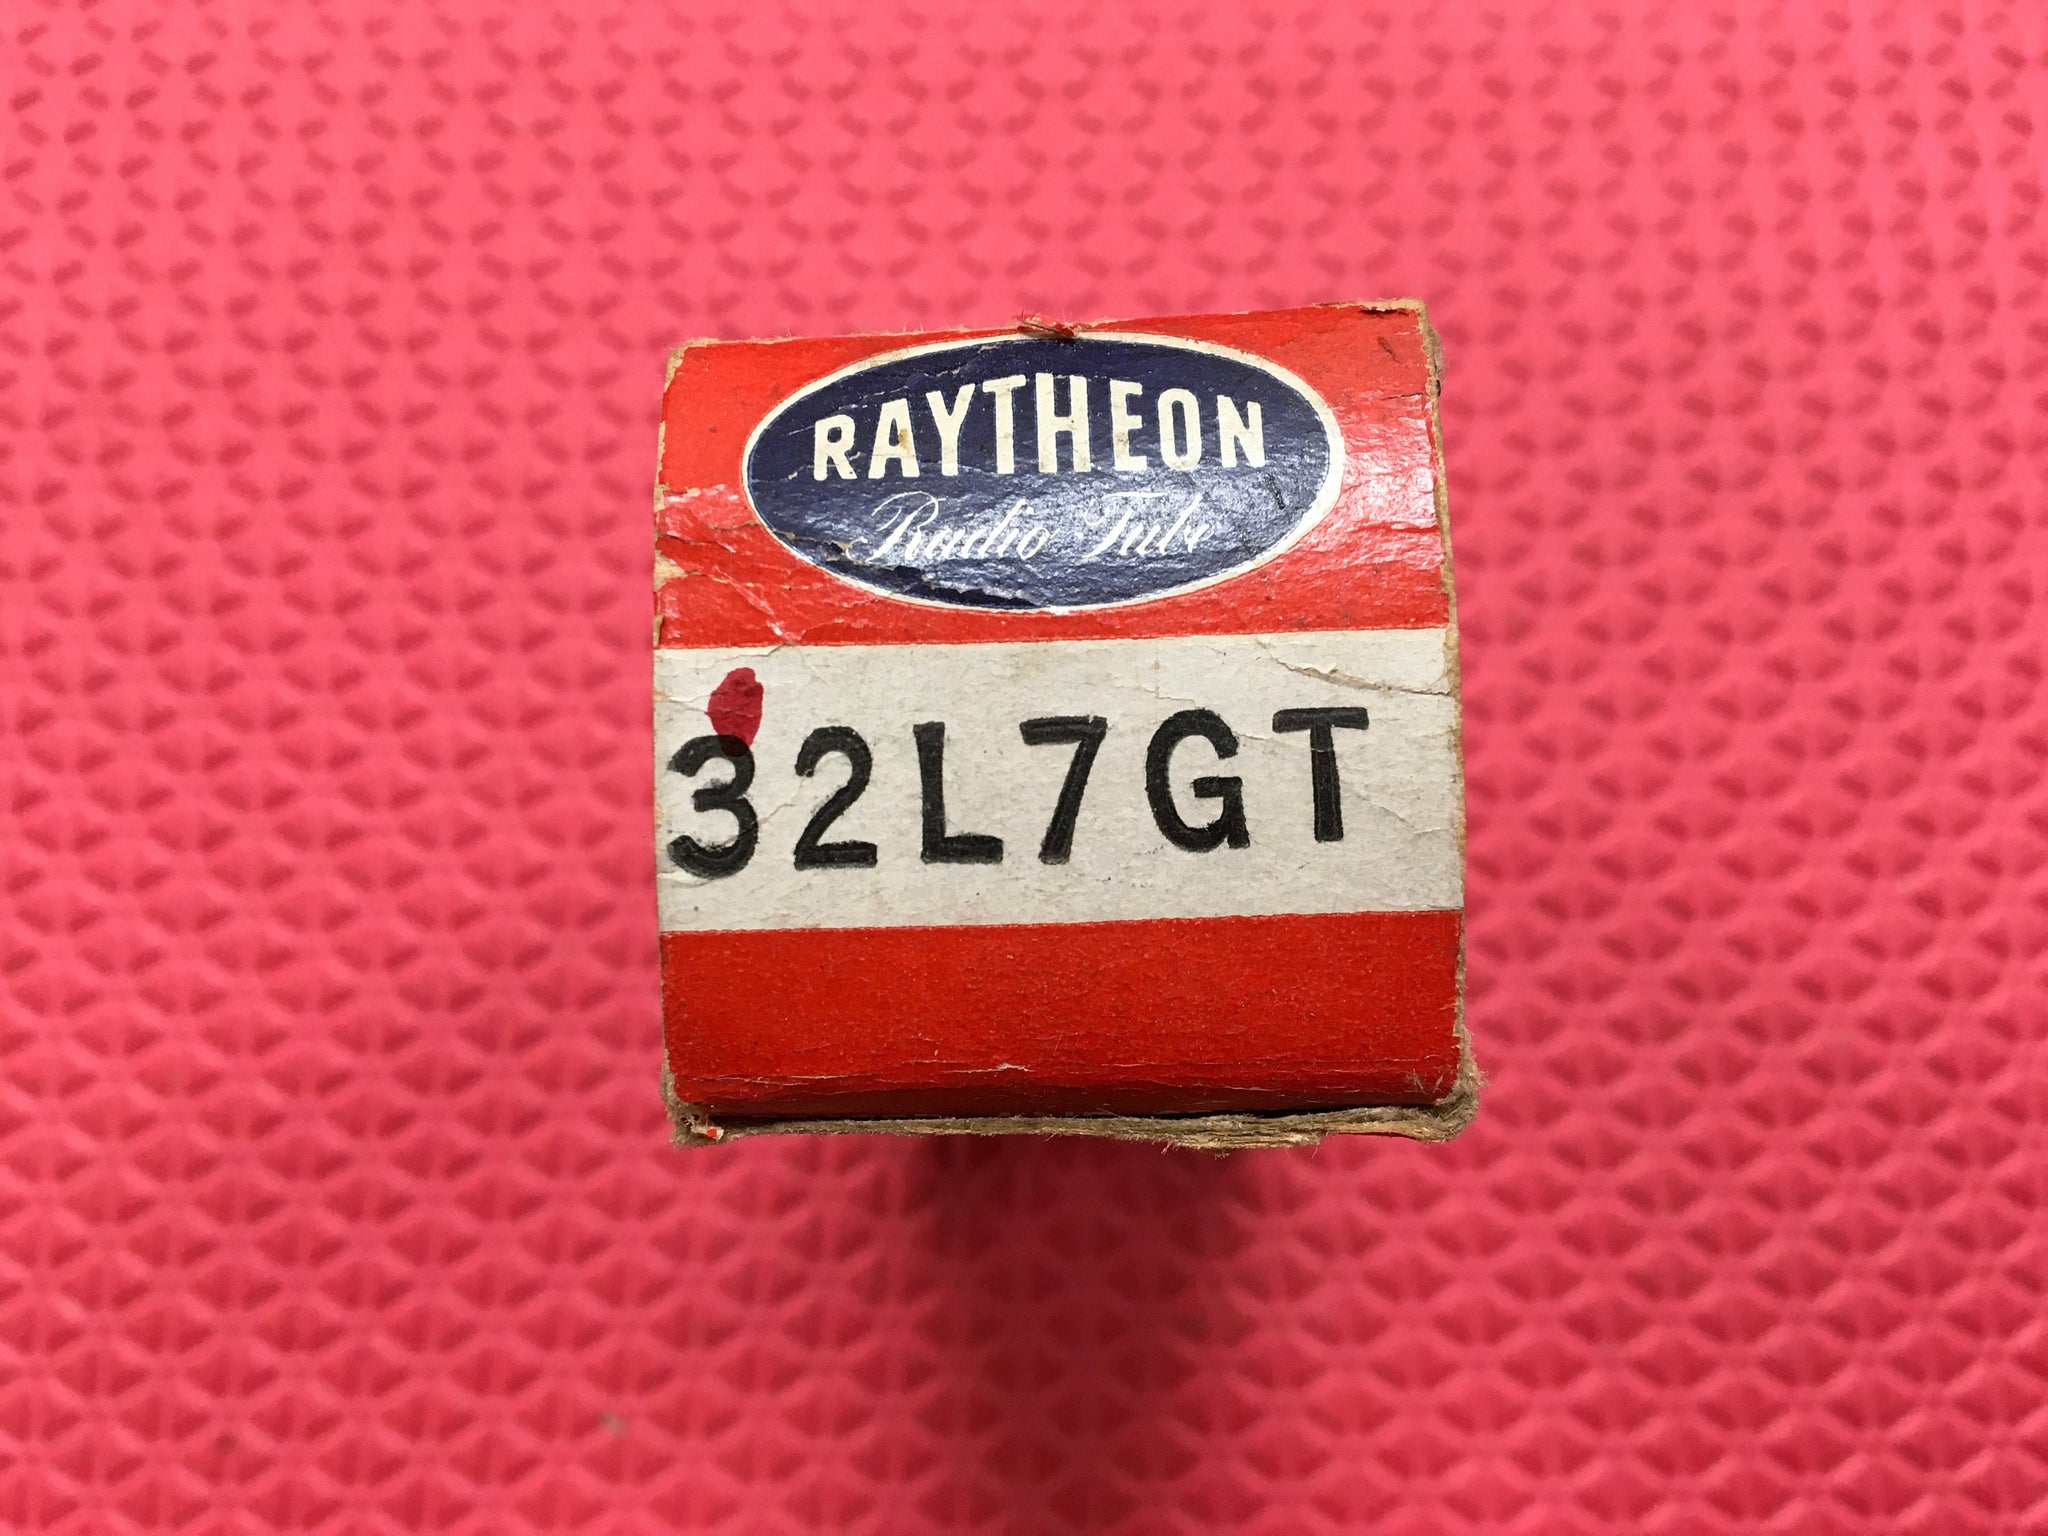 RAYTHEON
Radio Tube
32L7GT